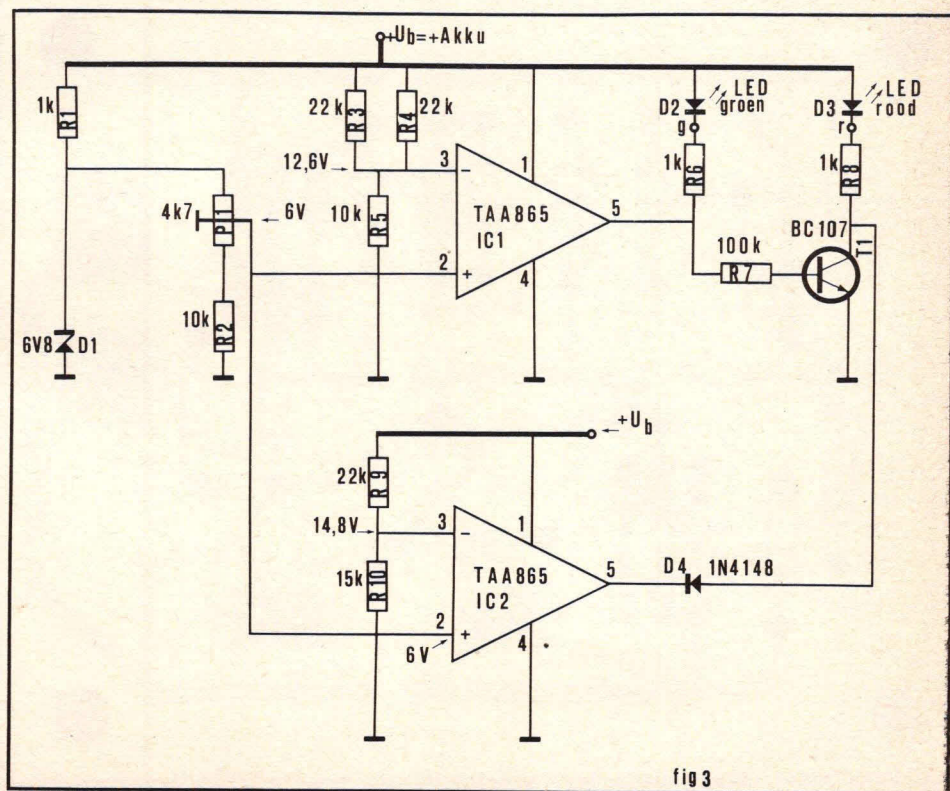 +Ub=+Akku
1k
R1
22k
R3
R4
22k
D2
LED
groen
g
D3
LED
rood
r
1k
R6
1k
R8
12,6V
3
−
1
TAA865
IC1
5
10k
R5
2
+
4
4k7
P1
6V
BC107
T1
100k
R7
10k
R2
6V8
D1
+Ub
22k
R9
14,8V
3
−
1
TAA865
IC2
5
D4
1N4148
15k
R10
2
+
6V
4
fig3